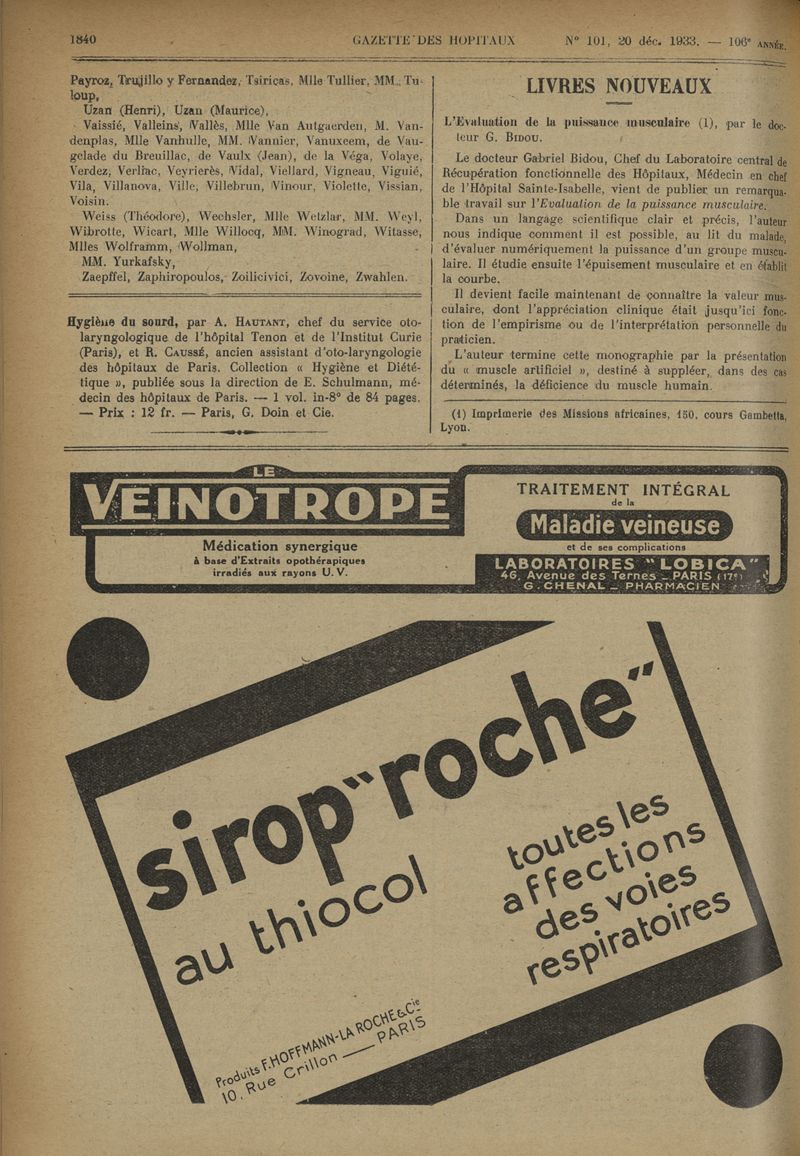 1840 GAZETTE DES HOPITAUX N° 101, 20 déc. 1933. — 106e ANNÉE.
Payroz, Trujillo y Fernandez, Tsiricas, Mlle Tullier, MM. Tu-
loup,
Uzan (Henri), Uzan (Maurice),
Vaissié, Valleins, Vallès, Mlle Van Autgaerden, M. Van-
denplas, Mlle Vanhulle, MM. Vannier, Vanuxeem, de Vau-
gelade du Breuillac, de Vaulx (Jean), de la Véga, Volaye,
Verdez, Verliac, Veyrierès, Vidal, Viellard, Vigneau, Viguié,
Vila, Villanova, Ville, Villebrun, Vinour, Violette, Vissian,
Voisin.
Weiss (Théodore), Wechsler, Mlle Wetzlar, MM. Weyl,
Wibrotte, Wicart, Mlle Willocq, MM. Winograd, Witasse,
Mlles Wolframm, Wollman,
MM. Yurkafsky,
Zaepffel, Zaphiropoulos, Zoilicivici, Zovoine, Zwahlen.
Hygiène du sourd, par A. HAUTANT, chef du service oto-
laryngologique de l'hôpital Tenon et de l'Institut Curie
(Paris), et R. CAUSSÉ, ancien assistant d'oto-laryngologie
des hôpitaux de Paris. Collection « Hygiène et Diété-
tique », publiée sous la direction de E. Schulmann, mé-
decin des hôpitaux de Paris. — 1 vol. in-8° de 84 pages.
— Prix : 12 fr. — Paris, G. Doin et Cie.
LIVRES NOUVEAUX
L'Evaluation de la puissance musculaire (1), par le doc-
teur G. BIDOU.
Le docteur Gabriel Bidou, Chef du Laboratoire central de
Récupération fonctionnelle des Hôpitaux, Médecin en chef
de l'Hôpital Sainte-Isabelle, vient de publier un remarqua-
ble travail sur l'Evaluation de la puissance musculaire.
Dans un langage scientifique clair et précis, l'auteur
nous indique comment il est possible, au lit du malade,
d'évaluer numériquement la puissance d'un groupe muscu-
laire. Il étudie ensuite l'épuisement musculaire et en établit
la courbe.
Il devient facile maintenant de connaître la valeur mus-
culaire, dont l'appréciation clinique était jusqu'ici fonc-
tion de l'empirisme ou de l'interprétation personnelle du
praticien.
L'auteur termine cette monographie par la présentation
du « muscle artificiel », destiné à suppléer, dans des cas
déterminés, la déficience du muscle humain.
(1) Imprimerie des Missions africaines, 150, cours Gambetta,
Lyon.
LE
VEINOTROPE
Médication synergique
à base d'Extraits opothérapiques
irradiés aux rayons U.V.
TRAITEMENT INTÉGRAL
de la
Maladie veineuse
et de ses complications
LABORATOIRES "LOBICA"
46, Avenue des Ternes _ PARIS (17e)
G. CHENAL _ PHARMACIEN
sirop "roche"
au thiocol
toutes les
affections
des voies
respiratoires
Produits F. HOFFMANN-LA ROCHE & Cie
10, Rue Crillon — PARIS